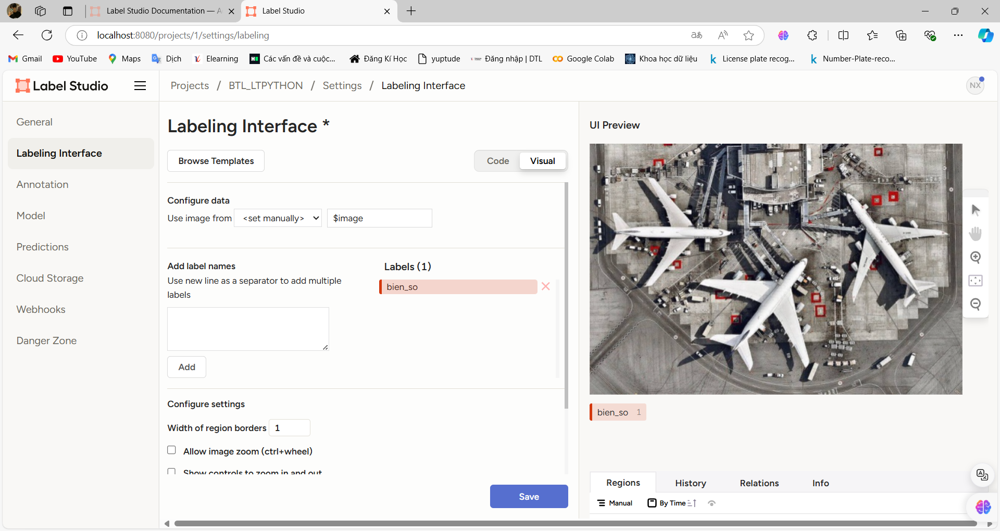 Label Studio Documentation — A
Label Studio
localhost:8080/projects/1/settings/labeling
Gmail
YouTube
Maps
Dịch
Elearning
Các vấn đề và cuộc...
Đăng Kí Học
yuptude
Đăng nhập | DTL
Google Colab
Khoa học dữ liệu
License plate recog...
Number-Plate-reco...
Label Studio
Projects / BTL_LTPYTHON / Settings / Labeling Interface
NX
General
Labeling Interface
Annotation
Model
Predictions
Cloud Storage
Webhooks
Danger Zone
Labeling Interface *
Browse Templates
Code
Visual
Configure data
Use image from <set manually> $image
Add label names
Use new line as a separator to add multiple
labels
Add
Labels (1)
bien_so
Configure settings
Width of region borders 1
Allow image zoom (ctrl+wheel)
Show controls to zoom in and out
Save
UI Preview
bien_so 1
Regions
History
Relations
Info
Manual
By Time